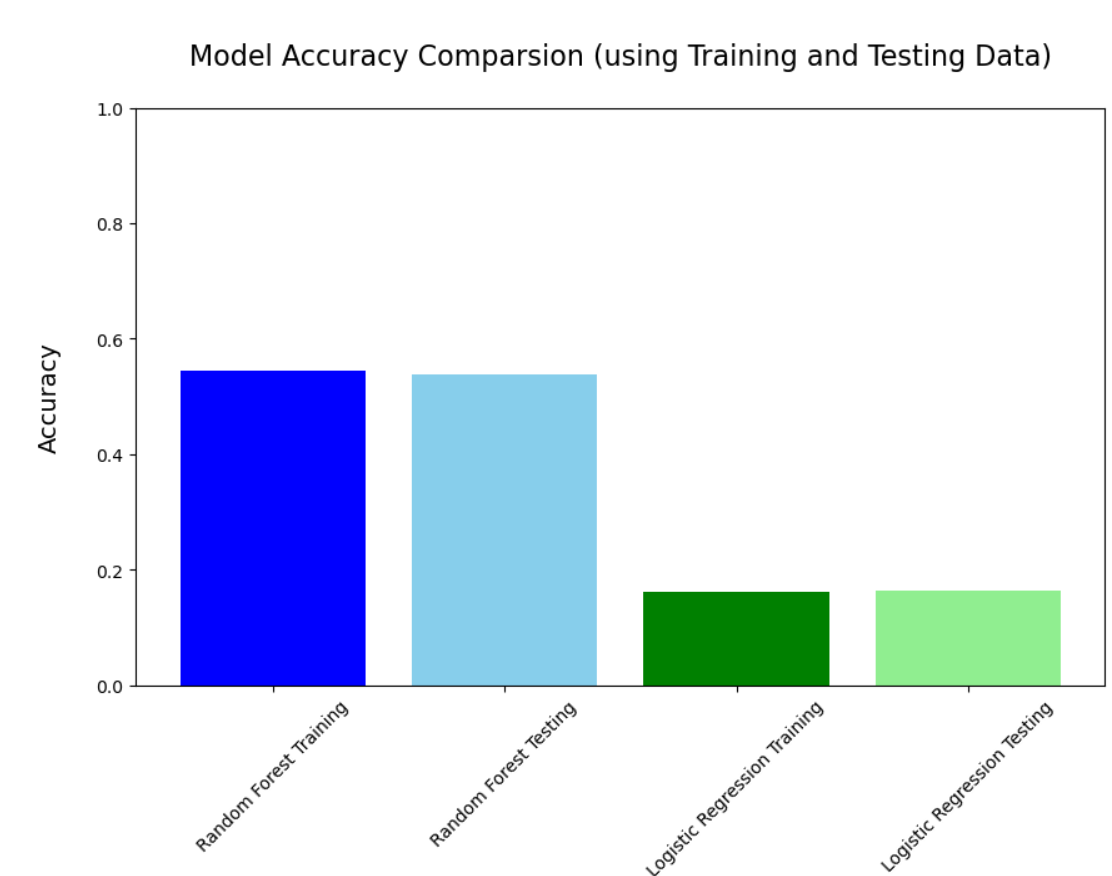 Model Accuracy Comparsion (using Training and Testing Data)
1.0
0.8
0.6
0.4
0.2
0.0
Accuracy
Random Forest Training
Random Forest Testing
Logistic Regression Training
Logistic Regression Testing